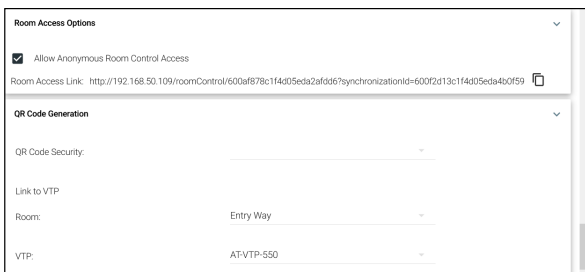 Room Access Options
Allow Anonymous Room Control Access
Room Access Link: http://192.168.50.109/roomControl/600af878c1f4d05eda2afdd6?synchronizationId=600f2d13c1f4d05eda4b0f59
QR Code Generation
QR Code Security:
Link to VTP
Room: Entry Way
VTP: AT-VTP-550